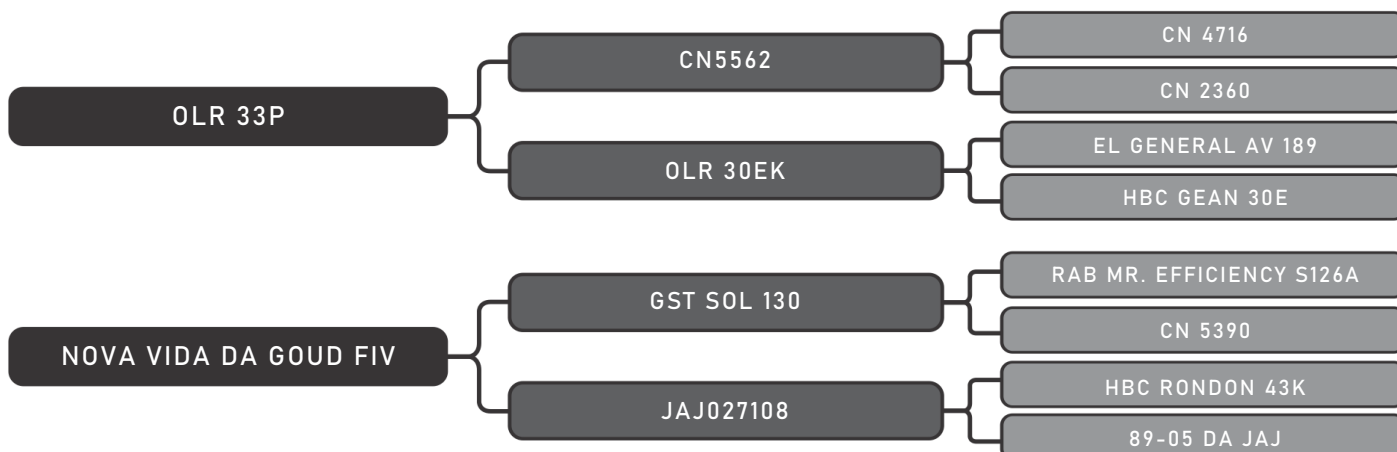 OLR 33P
CN5562
OLR 30EK
CN 4716
CN 2360
EL GENERAL AV 189
HBC GEAN 30E
NOVA VIDA DA GOUD FIV
GST SOL 130
JAJ027108
RAB MR. EFFICIENCY S126A
CN 5390
HBC RONDON 43K
89-05 DA JAJ